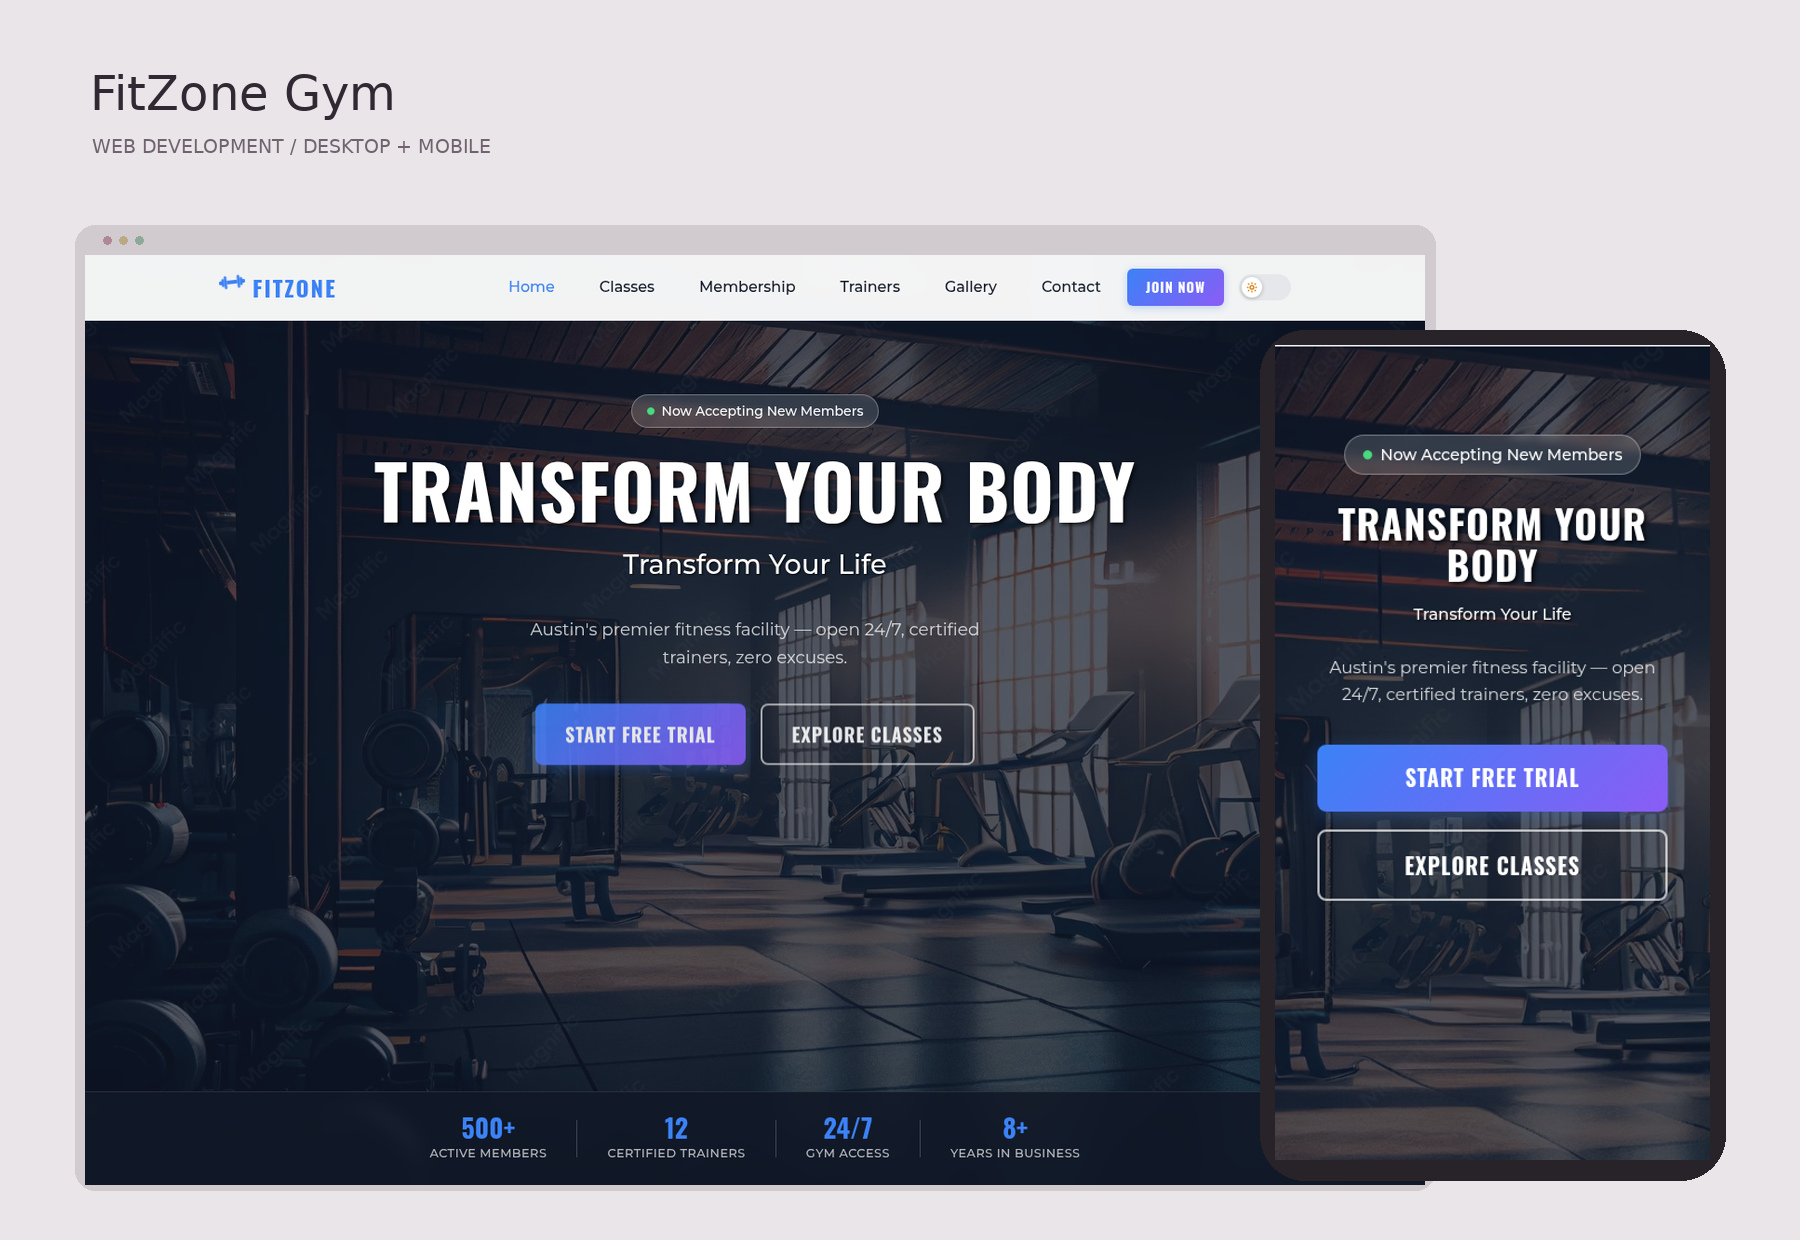 FitZone Gym
WEB DEVELOPMENT / DESKTOP + MOBILE
FITZONE
Home Classes Membership Trainers Gallery Contact JOIN NOW
Now Accepting New Members
TRANSFORM YOUR BODY
Transform Your Life
Austin's premier fitness facility — open 24/7, certified
trainers, zero excuses.
START FREE TRIAL EXPLORE CLASSES
500+ 12 24/7 8+
ACTIVE MEMBERS CERTIFIED TRAINERS GYM ACCESS YEARS IN BUSINESS
Now Accepting New Members
TRANSFORM YOUR
BODY
Transform Your Life
Austin's premier fitness facility — open
24/7, certified trainers, zero excuses.
START FREE TRIAL
EXPLORE CLASSES
Magnific